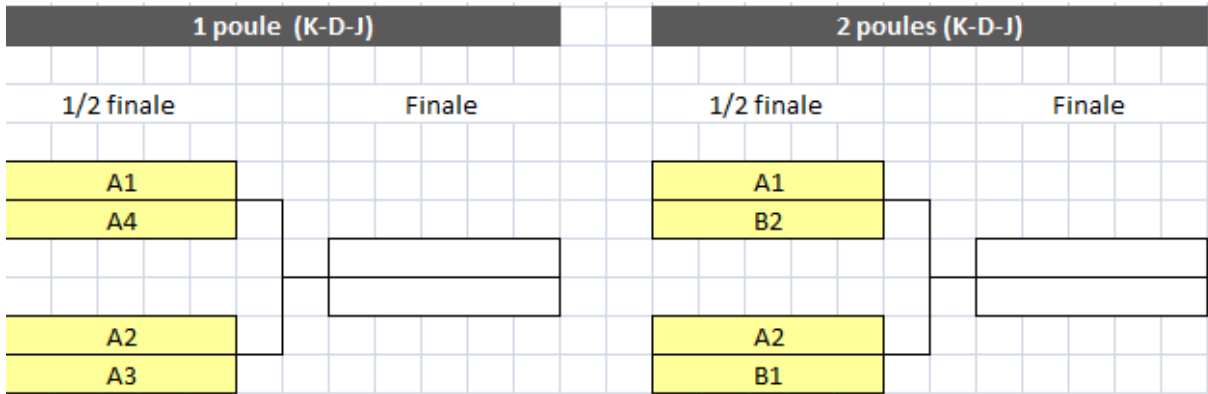 1 poule (K-D-J)
1/2 finale Finale
A1
A4
A2
A3
2 poules (K-D-J)
1/2 finale Finale
A1
B2
A2
B1